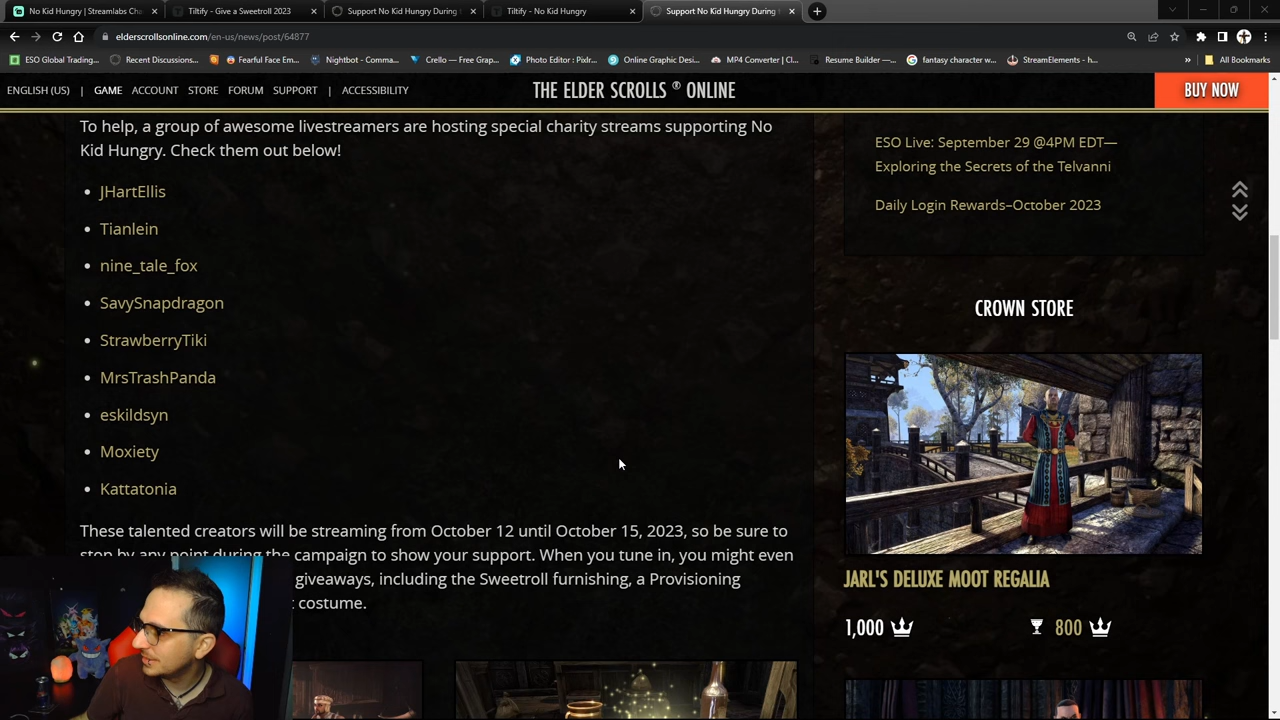 No Kid Hungry | Streamlabs Cha
Tiltify - Give a Sweetroll 2023
Support No Kid Hungry During
Tiltify - No Kid Hungry
Support No Kid Hungry During
elderscrollsonline.com/en-us/news/post/64877
ESO Global Trading...
Recent Discussions...
Fearful Face Em...
Nightbot - Comma...
Crello — Free Grap...
Photo Editor : Pixlr...
Online Graphic Desi...
MP4 Converter | Cl...
Resume Builder —...
fantasy character w...
StreamElements - h...
»
All Bookmarks
ENGLISH (US) | GAME ACCOUNT STORE FORUM SUPPORT | ACCESSIBILITY
THE ELDER SCROLLS ® ONLINE
BUY NOW
To help, a group of awesome livestreamers are hosting special charity streams supporting No
Kid Hungry. Check them out below!
• JHartEllis
• Tianlein
• nine_tale_fox
• SavySnapdragon
• StrawberryTiki
• MrsTrashPanda
• eskildsyn
• Moxiety
• Kattatonia
These talented creators will be streaming from October 12 until October 15, 2023, so be sure to
stop by any point during the campaign to show your support. When you tune in, you might even
giveaways, including the Sweetroll furnishing, a Provisioning
costume.
ESO Live: September 29 @4PM EDT—
Exploring the Secrets of the Telvanni
Daily Login Rewards–October 2023
CROWN STORE
JARL'S DELUXE MOOT REGALIA
1,000
800